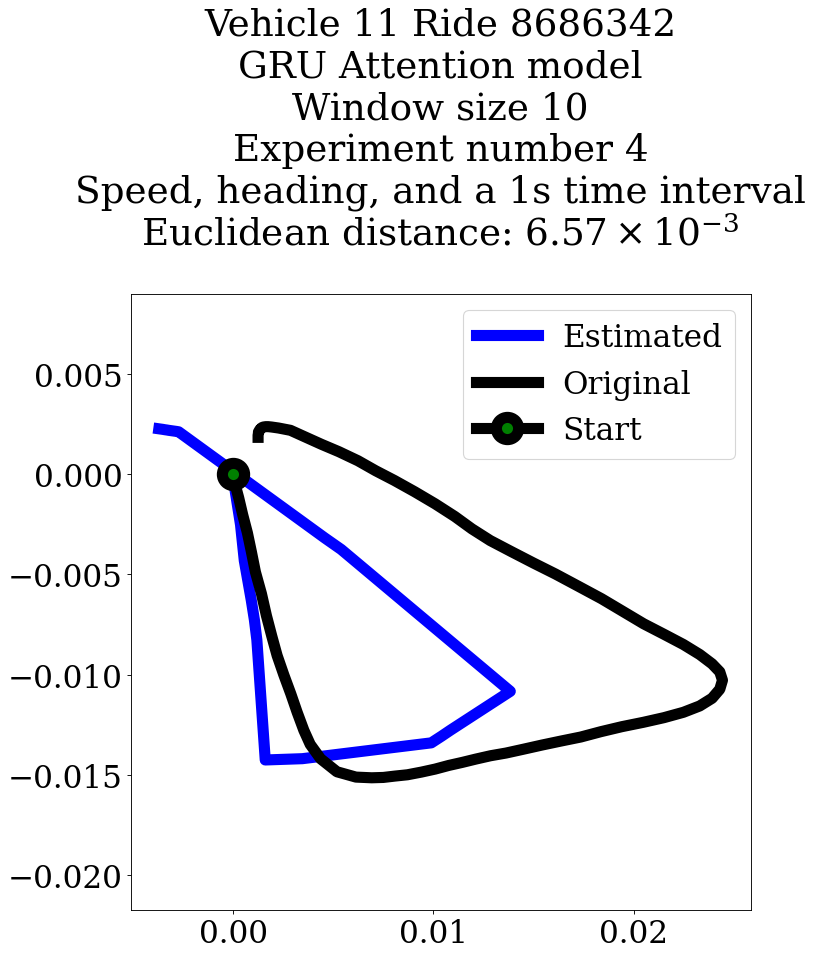 Vehicle 11 Ride 8686342
GRU Attention model
Window size 10
Experiment number 4
Speed, heading, and a 1s time interval
Euclidean distance: 6.57 × 10⁻³
Estimated
Original
Start
0.005
0.000
−0.005
−0.010
−0.015
−0.020
0.00 0.01 0.02